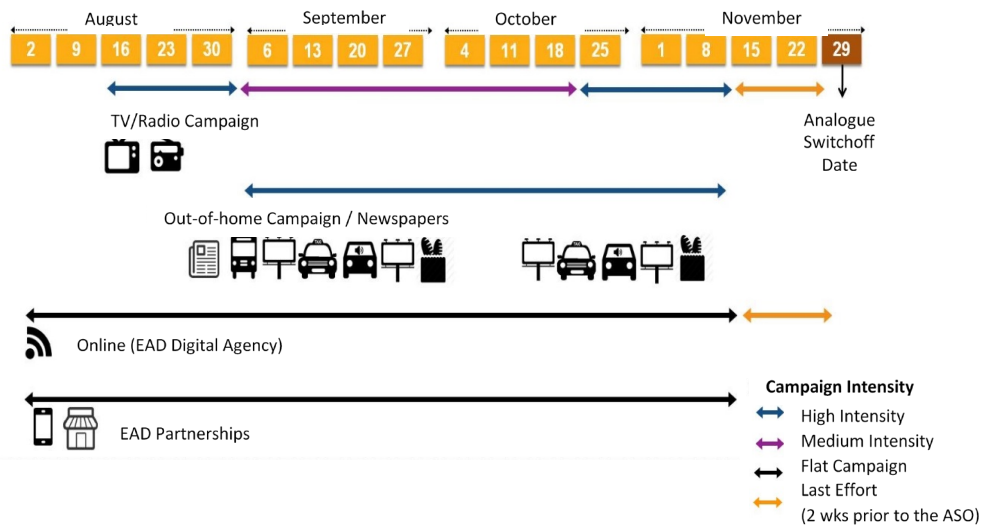 August September October November
2 9 16 23 30 6 13 20 27 4 11 18 25 1 8 15 22 29
TV/Radio Campaign
Analogue
Switchoff
Date
Out-of-home Campaign / Newspapers
Online (EAD Digital Agency)
EAD Partnerships
Campaign Intensity
High Intensity
Medium Intensity
Flat Campaign
Last Effort
(2 wks prior to the ASO)